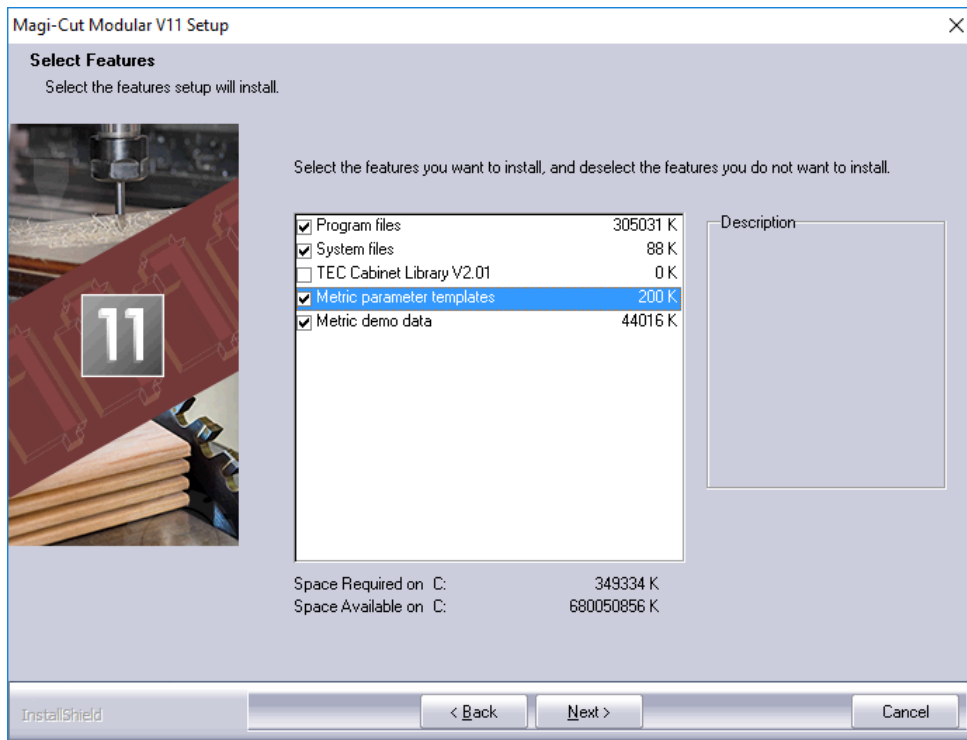 Magi-Cut Modular V11 Setup
Select Features
Select the features setup will install.
Select the features you want to install, and deselect the features you do not want to install.
Program files 305031 K
System files 88 K
TEC Cabinet Library V2.01 0 K
Metric parameter templates 200 K
Metric demo data 44016 K
Description
11
Space Required on C: 349334 K
Space Available on C: 680050856 K
InstallShield
< Back
Next >
Cancel